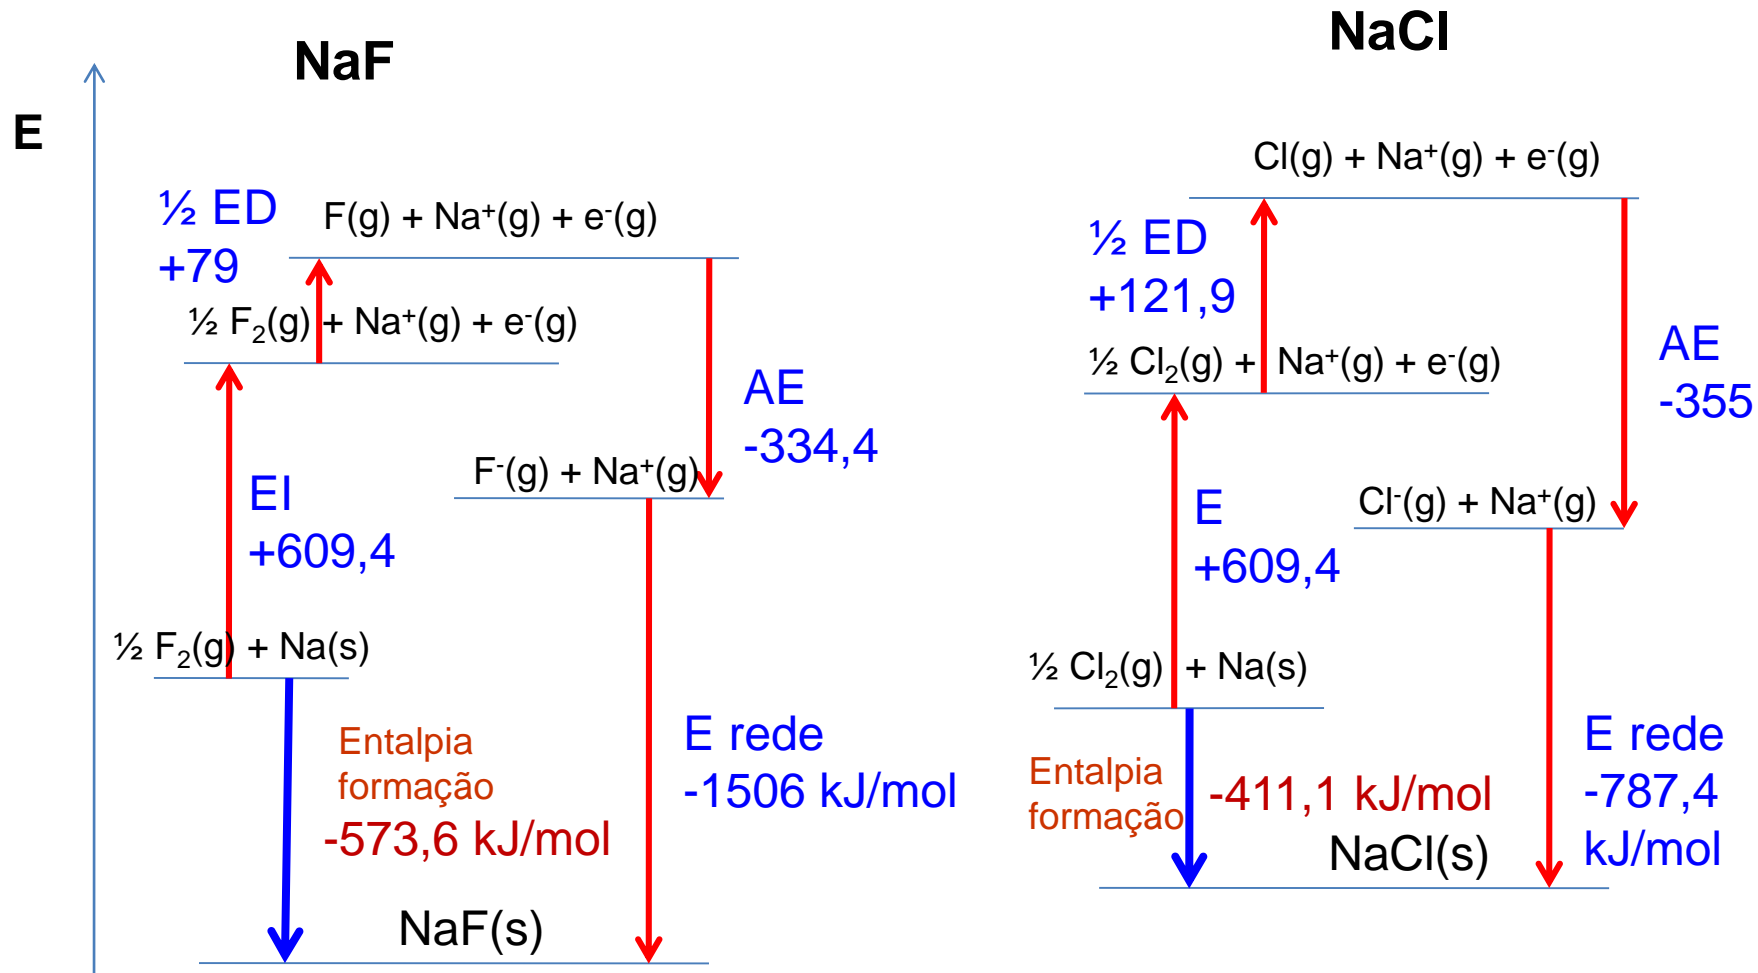 NaF
E
½ ED
+79
F(g) + Na⁺(g) + e⁻(g)
½ F₂(g) + Na⁺(g) + e⁻(g)
AE
-334,4
F⁻(g) + Na⁺(g)
EI
+609,4
½ F₂(g) + Na(s)
Entalpia
formação
-573,6 kJ/mol
E rede
-1506 kJ/mol
NaF(s)
NaCl
Cl(g) + Na⁺(g) + e⁻(g)
½ ED
+121,9
½ Cl₂(g) + Na⁺(g) + e⁻(g)
AE
-355
Cl⁻(g) + Na⁺(g)
E
+609,4
½ Cl₂(g) + Na(s)
Entalpia
formação
-411,1 kJ/mol
E rede
-787,4
kJ/mol
NaCl(s)